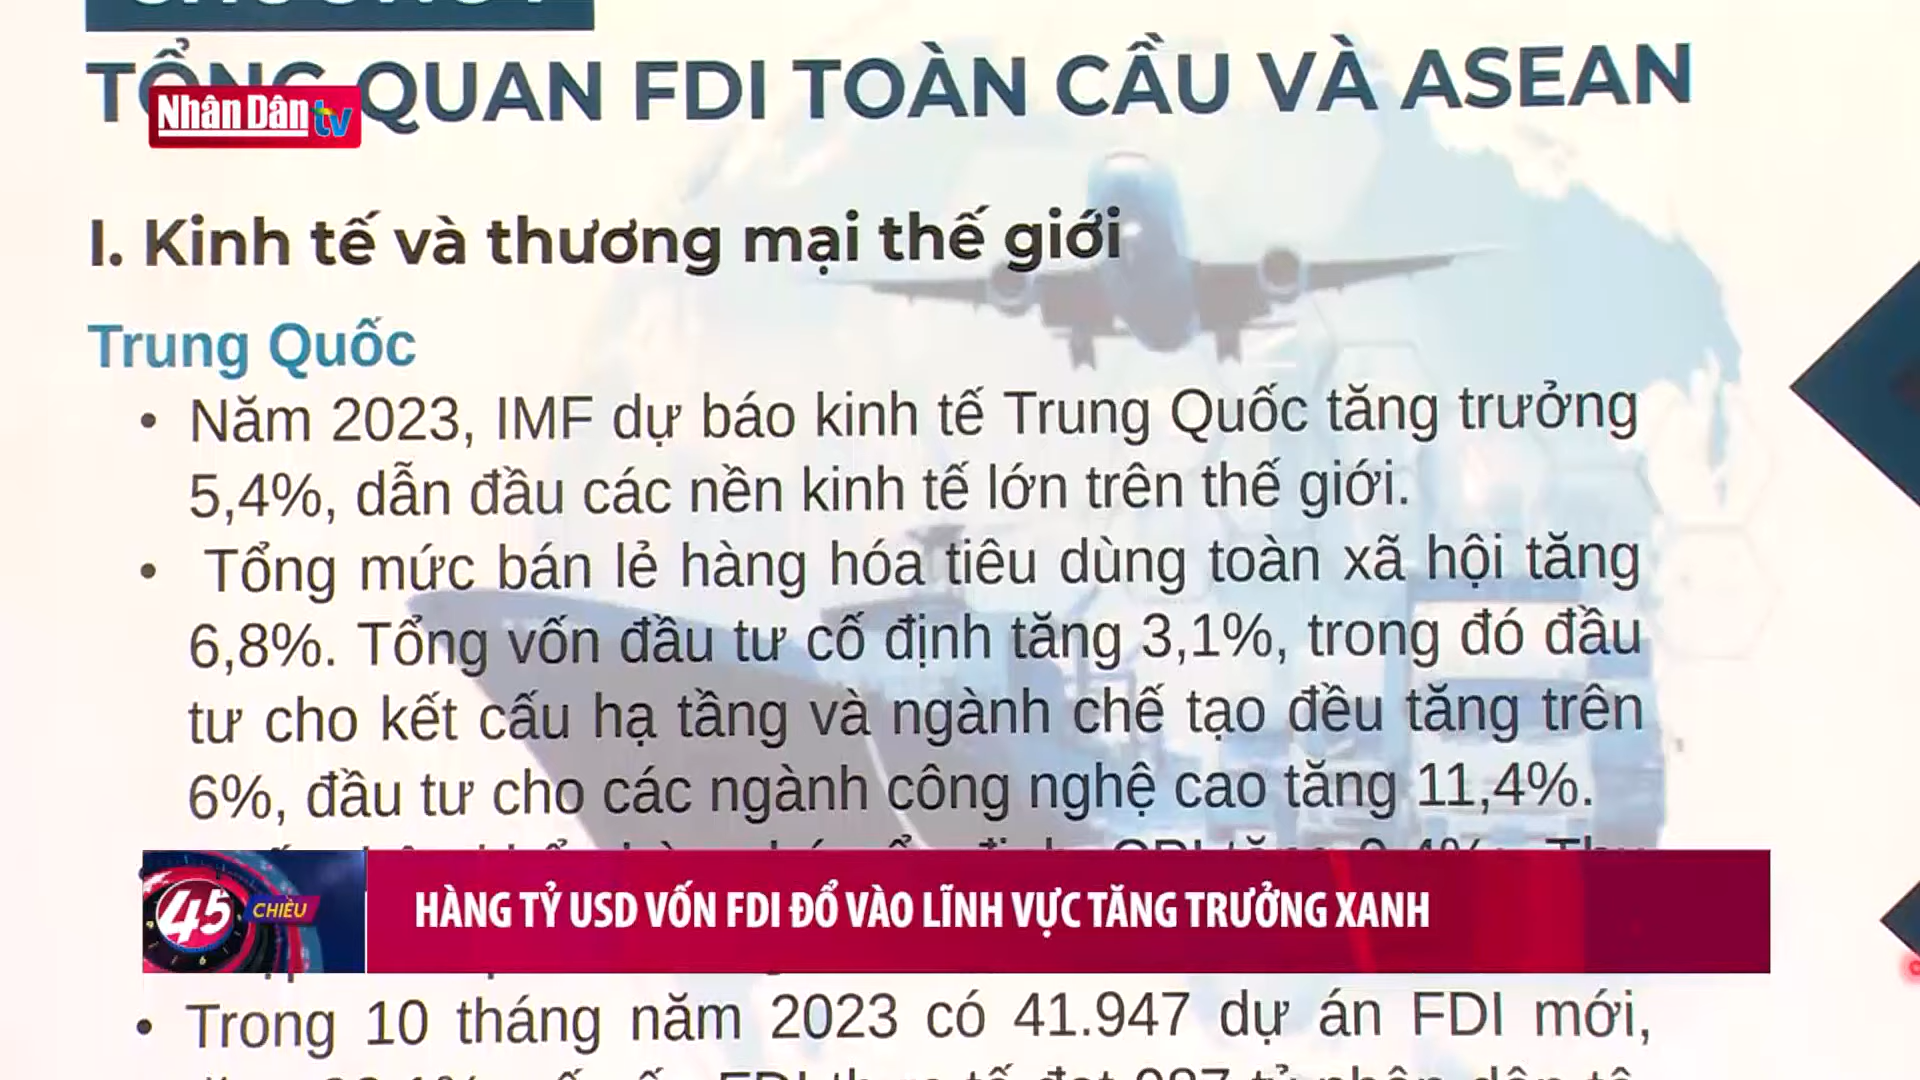 TỔNG QUAN FDI TOÀN CẦU VÀ ASEAN
Nhân Dân tv
I. Kinh tế và thương mại thế giới
Trung Quốc
• Năm 2023, IMF dự báo kinh tế Trung Quốc tăng trưởng
5,4%, dẫn đầu các nền kinh tế lớn trên thế giới.
• Tổng mức bán lẻ hàng hóa tiêu dùng toàn xã hội tăng
6,8%. Tổng vốn đầu tư cố định tăng 3,1%, trong đó đầu
tư cho kết cấu hạ tầng và ngành chế tạo đều tăng trên
6%, đầu tư cho các ngành công nghệ cao tăng 11,4%.
45 CHIỀU
HÀNG TỶ USD VỐN FDI ĐỔ VÀO LĨNH VỰC TĂNG TRƯỞNG XANH
• Trong 10 tháng năm 2023 có 41.947 dự án FDI mới,